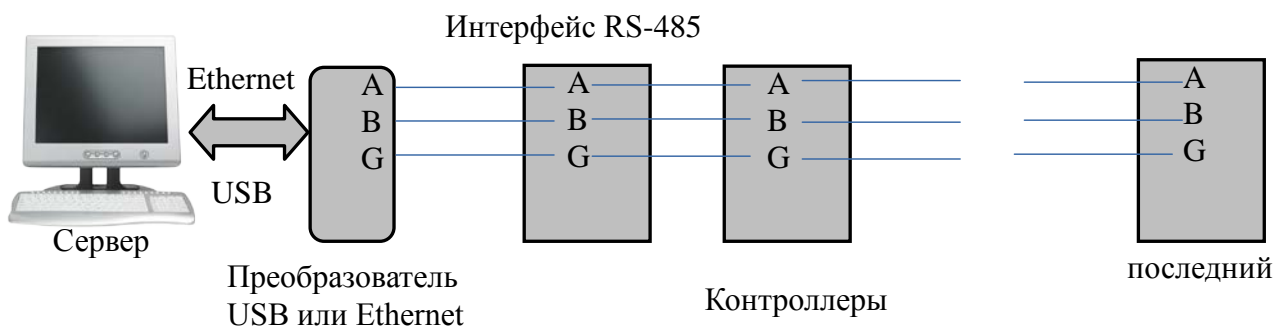 Интерфейс RS-485
Ethernet
USB
Сервер
A
B
G
A
B
G
A
B
G
A
B
G
Преобразователь
USB или Ethernet
Контроллеры
последний